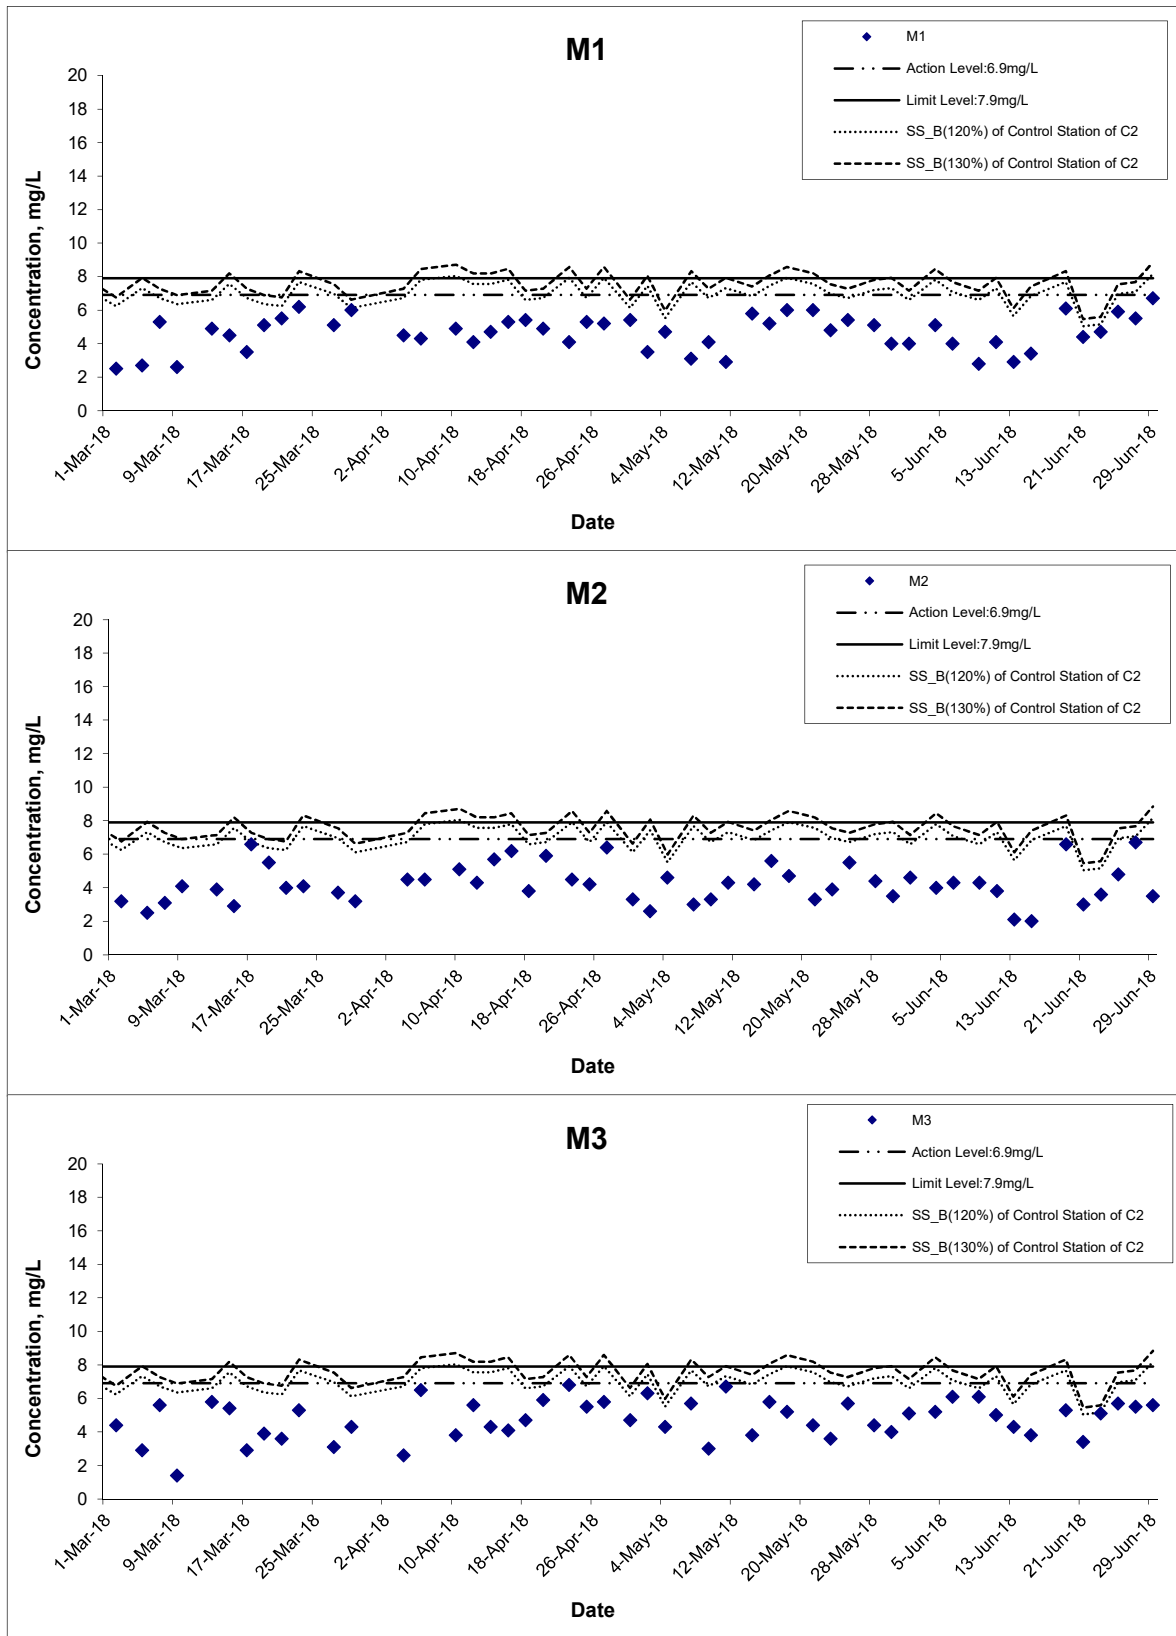 M1
M1
Action Level:6.9mg/L
Limit Level:7.9mg/L
SS_B(120%) of Control Station of C2
SS_B(130%) of Control Station of C2
Concentration, mg/L
20
18
16
14
12
10
8
6
4
2
0
1-Mar-18
9-Mar-18
17-Mar-18
25-Mar-18
2-Apr-18
10-Apr-18
18-Apr-18
26-Apr-18
4-May-18
12-May-18
20-May-18
28-May-18
5-Jun-18
13-Jun-18
21-Jun-18
29-Jun-18
Date
M2
M2
Action Level:6.9mg/L
Limit Level:7.9mg/L
SS_B(120%) of Control Station of C2
SS_B(130%) of Control Station of C2
Concentration, mg/L
20
18
16
14
12
10
8
6
4
2
0
1-Mar-18
9-Mar-18
17-Mar-18
25-Mar-18
2-Apr-18
10-Apr-18
18-Apr-18
26-Apr-18
4-May-18
12-May-18
20-May-18
28-May-18
5-Jun-18
13-Jun-18
21-Jun-18
29-Jun-18
Date
M3
M3
Action Level:6.9mg/L
Limit Level:7.9mg/L
SS_B(120%) of Control Station of C2
SS_B(130%) of Control Station of C2
Concentration, mg/L
20
18
16
14
12
10
8
6
4
2
0
1-Mar-18
9-Mar-18
17-Mar-18
25-Mar-18
2-Apr-18
10-Apr-18
18-Apr-18
26-Apr-18
4-May-18
12-May-18
20-May-18
28-May-18
5-Jun-18
13-Jun-18
21-Jun-18
29-Jun-18
Date